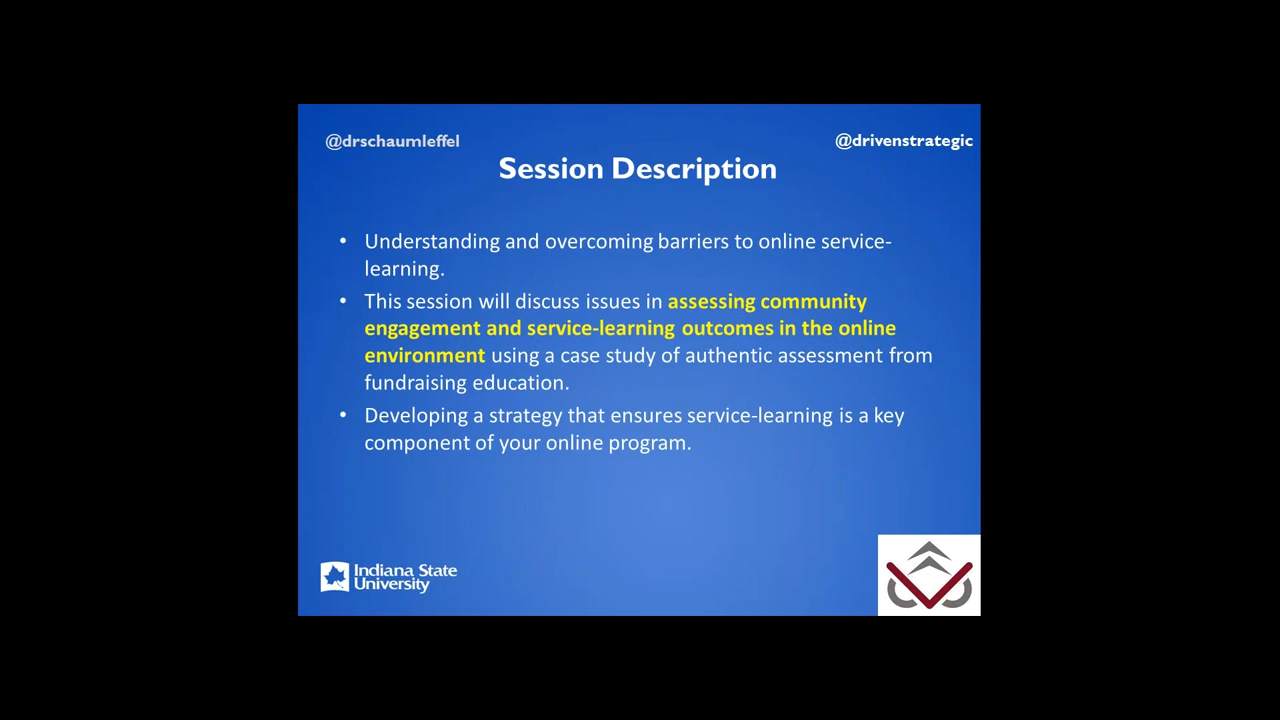 @drschaumleffel
@drivenstrategic
Session Description
• Understanding and overcoming barriers to online service-
learning.
• This session will discuss issues in assessing community
engagement and service-learning outcomes in the online
environment using a case study of authentic assessment from
fundraising education.
• Developing a strategy that ensures service-learning is a key
component of your online program.
Indiana State
University